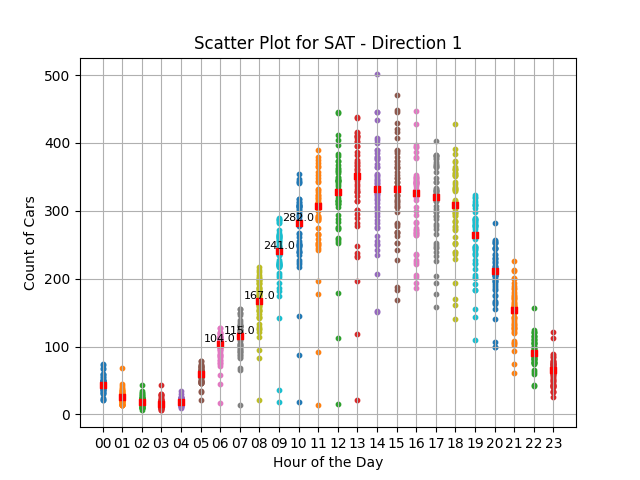 Scatter Plot for SAT - Direction 1
Count of Cars
500
400
300
200
100
0
282.0
241.0
167.0
115.0
104.0
00 01 02 03 04 05 06 07 08 09 10 11 12 13 14 15 16 17 18 19 20 21 22 23
Hour of the Day